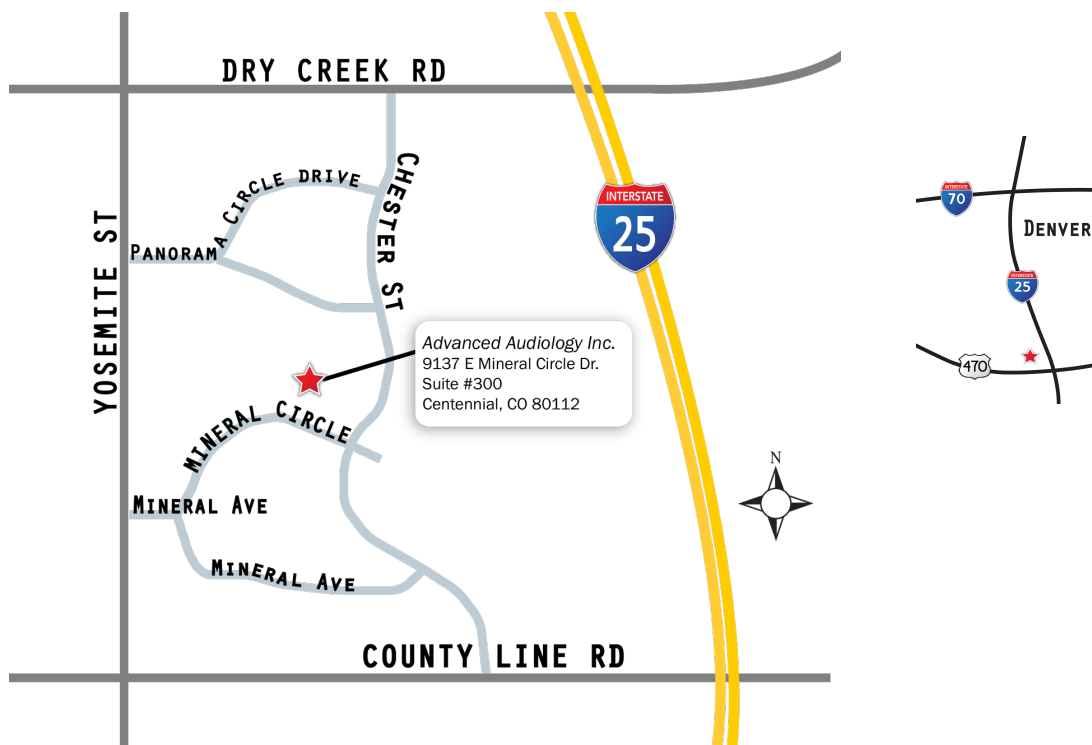 DRY CREEK RD
INTERSTATE
25
CHESTER ST
PANORAMA CIRCLE DRIVE
YOSEMITE ST
Advanced Audiology Inc.
9137 E Mineral Circle Dr.
Suite #300
Centennial, CO 80112
MINERAL CIRCLE
MINERAL AVE
MINERAL AVE
COUNTY LINE RD
N
INTERSTATE
70
DENVER
INTERSTATE
25
470